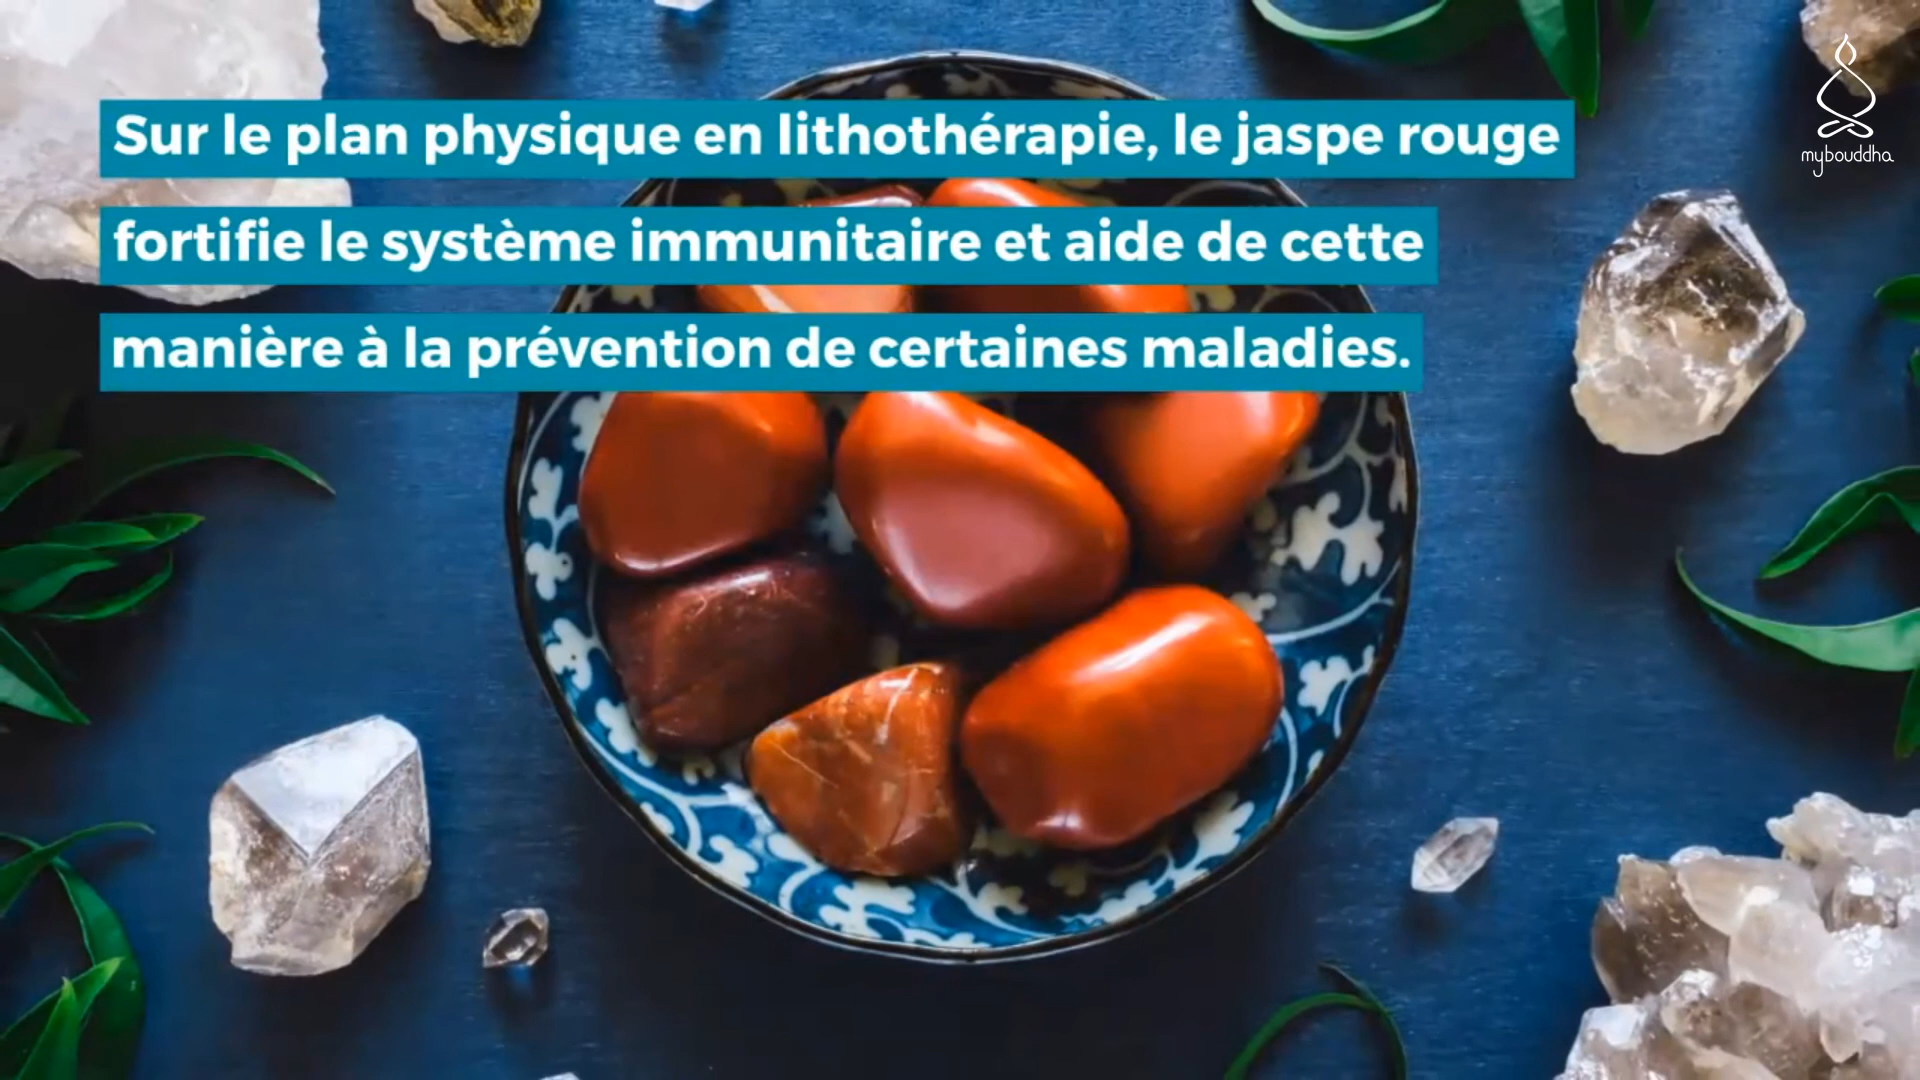 Sur le plan physique en lithothérapie, le jaspe rouge
fortifie le système immunitaire et aide de cette
manière à la prévention de certaines maladies.
mybouddha